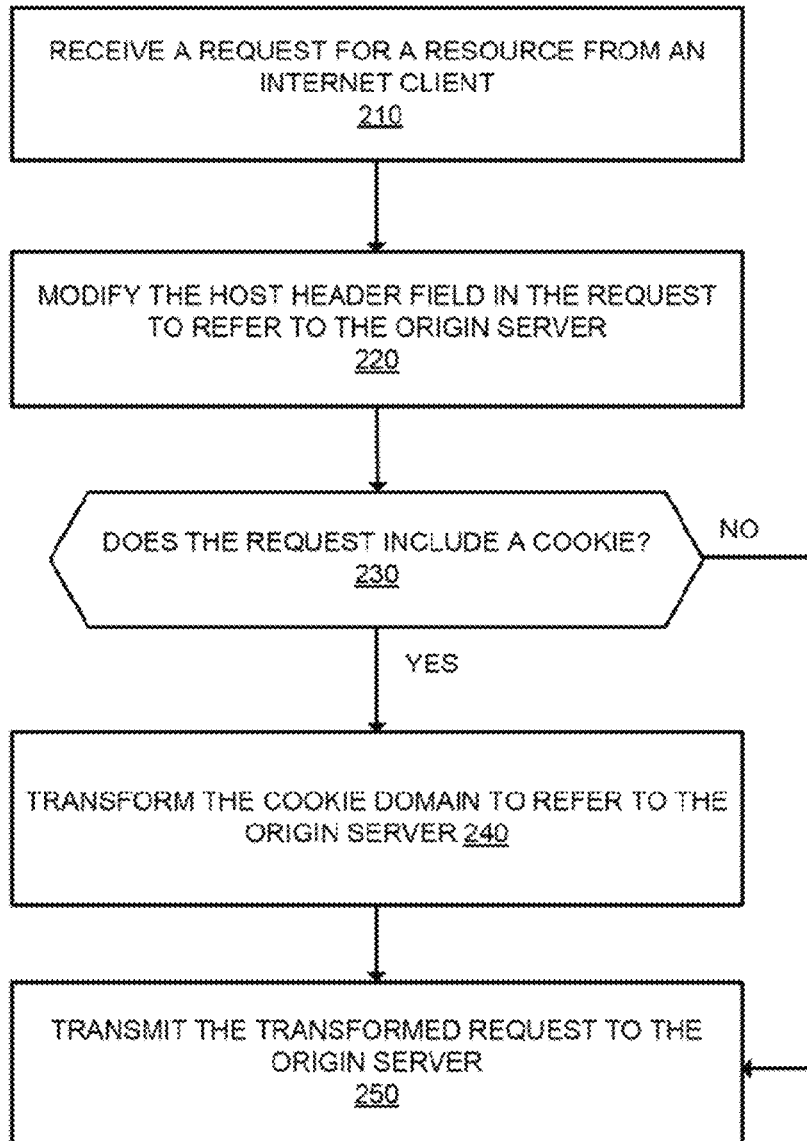 RECEIVE A REQUEST FOR A RESOURCE FROM AN
INTERNET CLIENT
210
MODIFY THE HOST HEADER FIELD IN THE REQUEST
TO REFER TO THE ORIGIN SERVER
220
DOES THE REQUEST INCLUDE A COOKIE?
230
NO
YES
TRANSFORM THE COOKIE DOMAIN TO REFER TO THE
ORIGIN SERVER 240
TRANSMIT THE TRANSFORMED REQUEST TO THE
ORIGIN SERVER
250